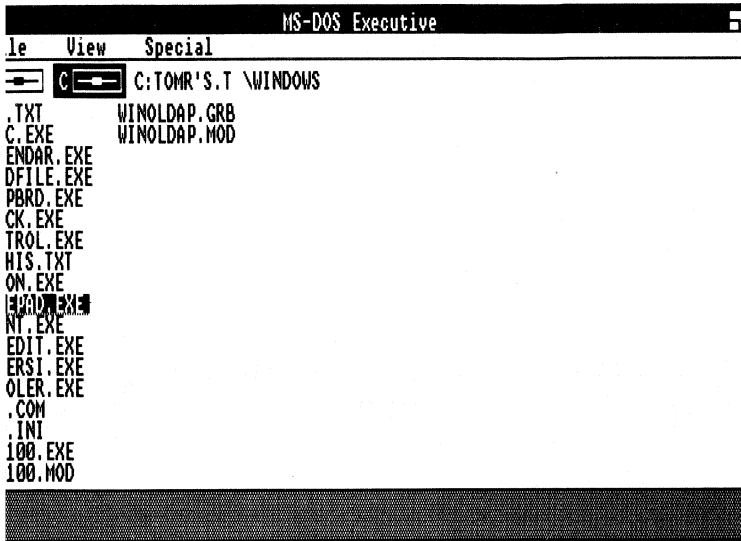 MS-DOS Executive
le View Special
C C:TOMR'S.T \WINDOWS
.TXT WINOLDAP.GRB
C.EXE WINOLDAP.MOD
ENDAR.EXE
DFILE.EXE
PBRD.EXE
CK.EXE
TROL.EXE
HIS.TXT
ON.EXE
EPAD.EXE
NT.EXE
EDIT.EXE
ERSI.EXE
OLER.EXE
.COM
.INI
100.EXE
100.MOD